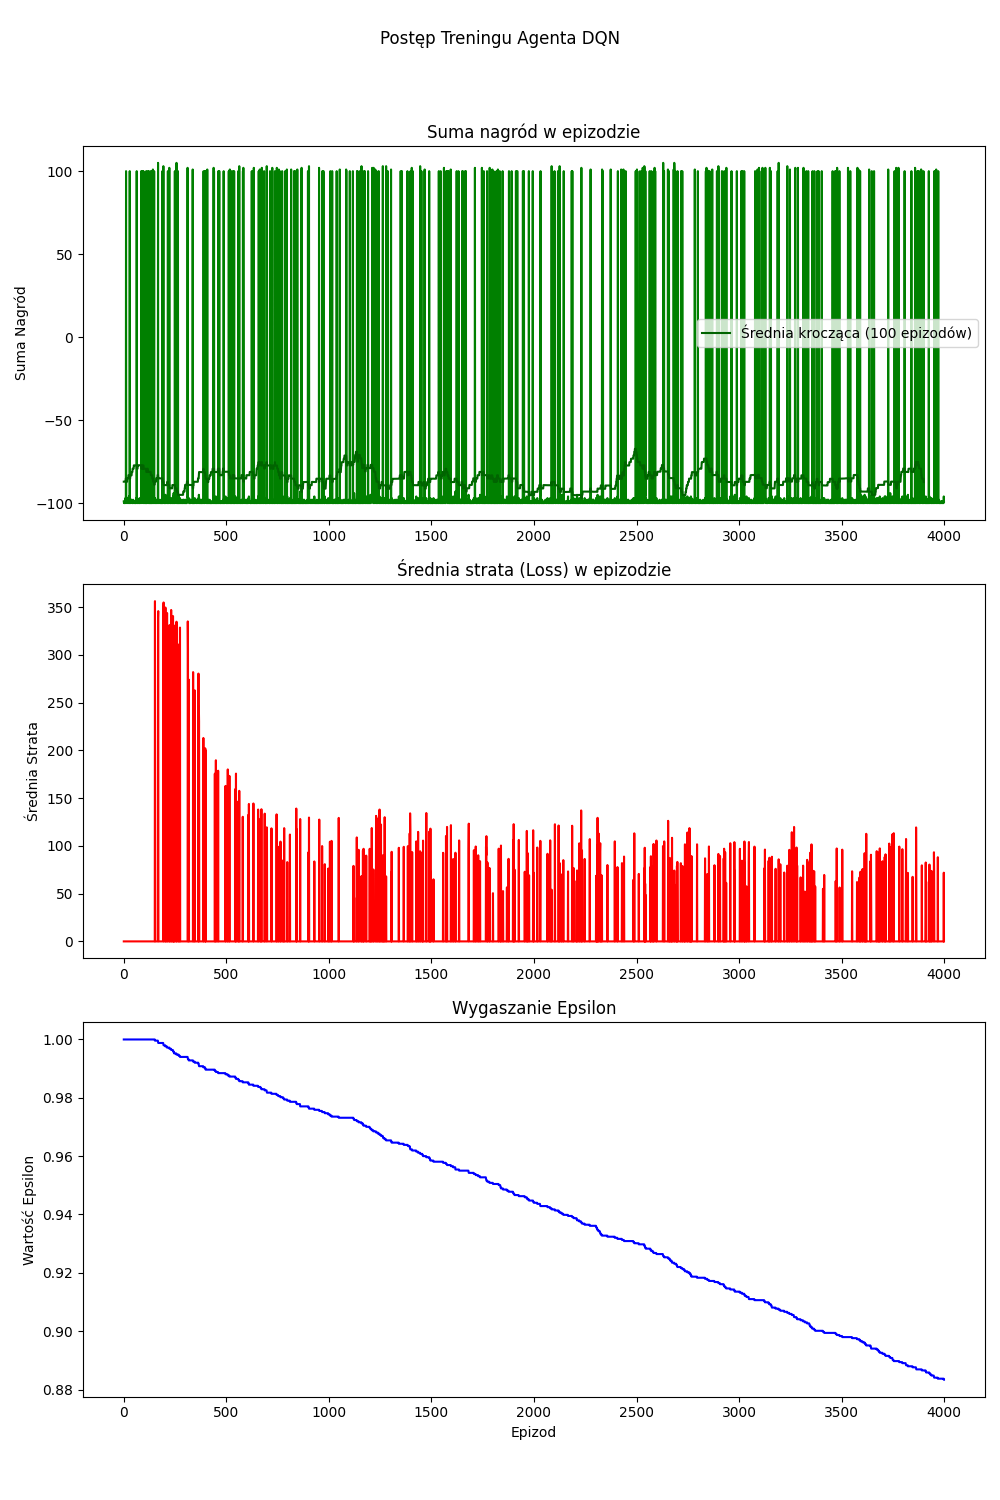 Postęp Treningu Agenta DQN
Suma nagród w epizodzie
Suma Nagród
100
50
0
−50
−100
Średnia krocząca (100 epizodów)
0 500 1000 1500 2000 2500 3000 3500 4000
Średnia strata (Loss) w epizodzie
Średnia Strata
350
300
250
200
150
100
50
0
0 500 1000 1500 2000 2500 3000 3500 4000
Wygaszanie Epsilon
Wartość Epsilon
1.00
0.98
0.96
0.94
0.92
0.90
0.88
0 500 1000 1500 2000 2500 3000 3500 4000
Epizod